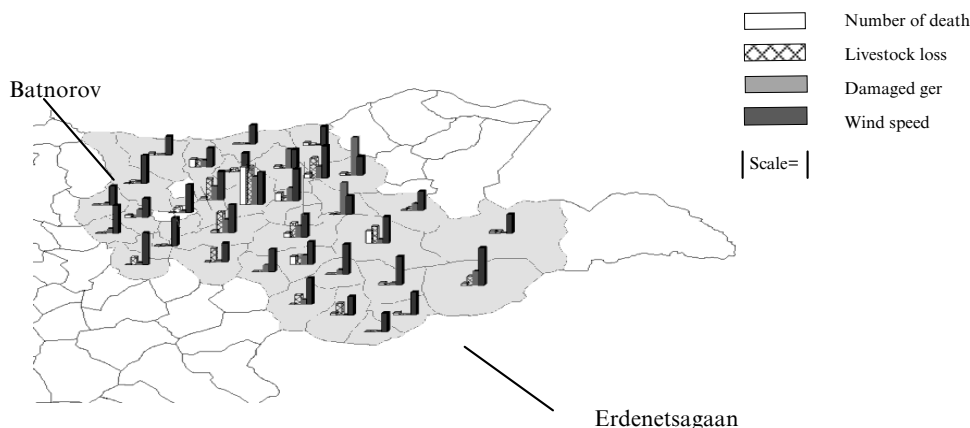 Number of death
Livestock loss
Damaged ger
Wind speed
Scale=
Batnorov
Erdenetsagaan